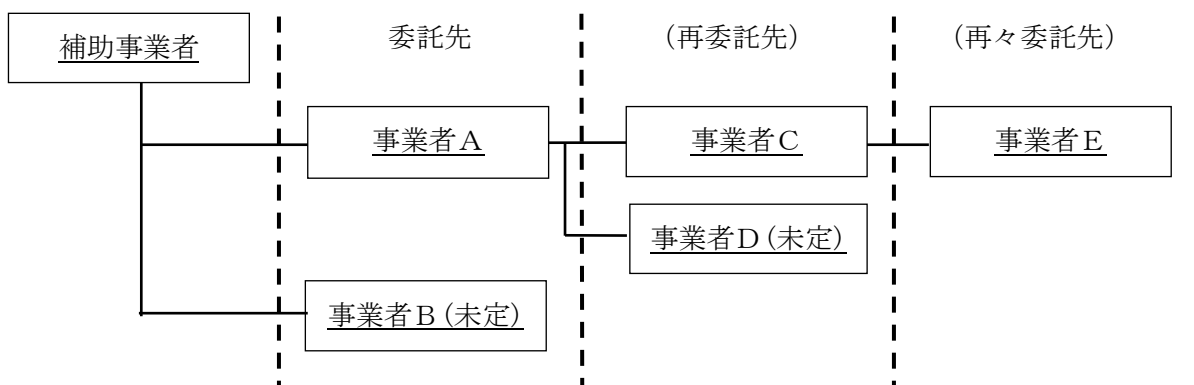 補助事業者
委託先
(再委託先)
(再々委託先)
事業者A
事業者C
事業者E
事業者D(未定)
事業者B(未定)